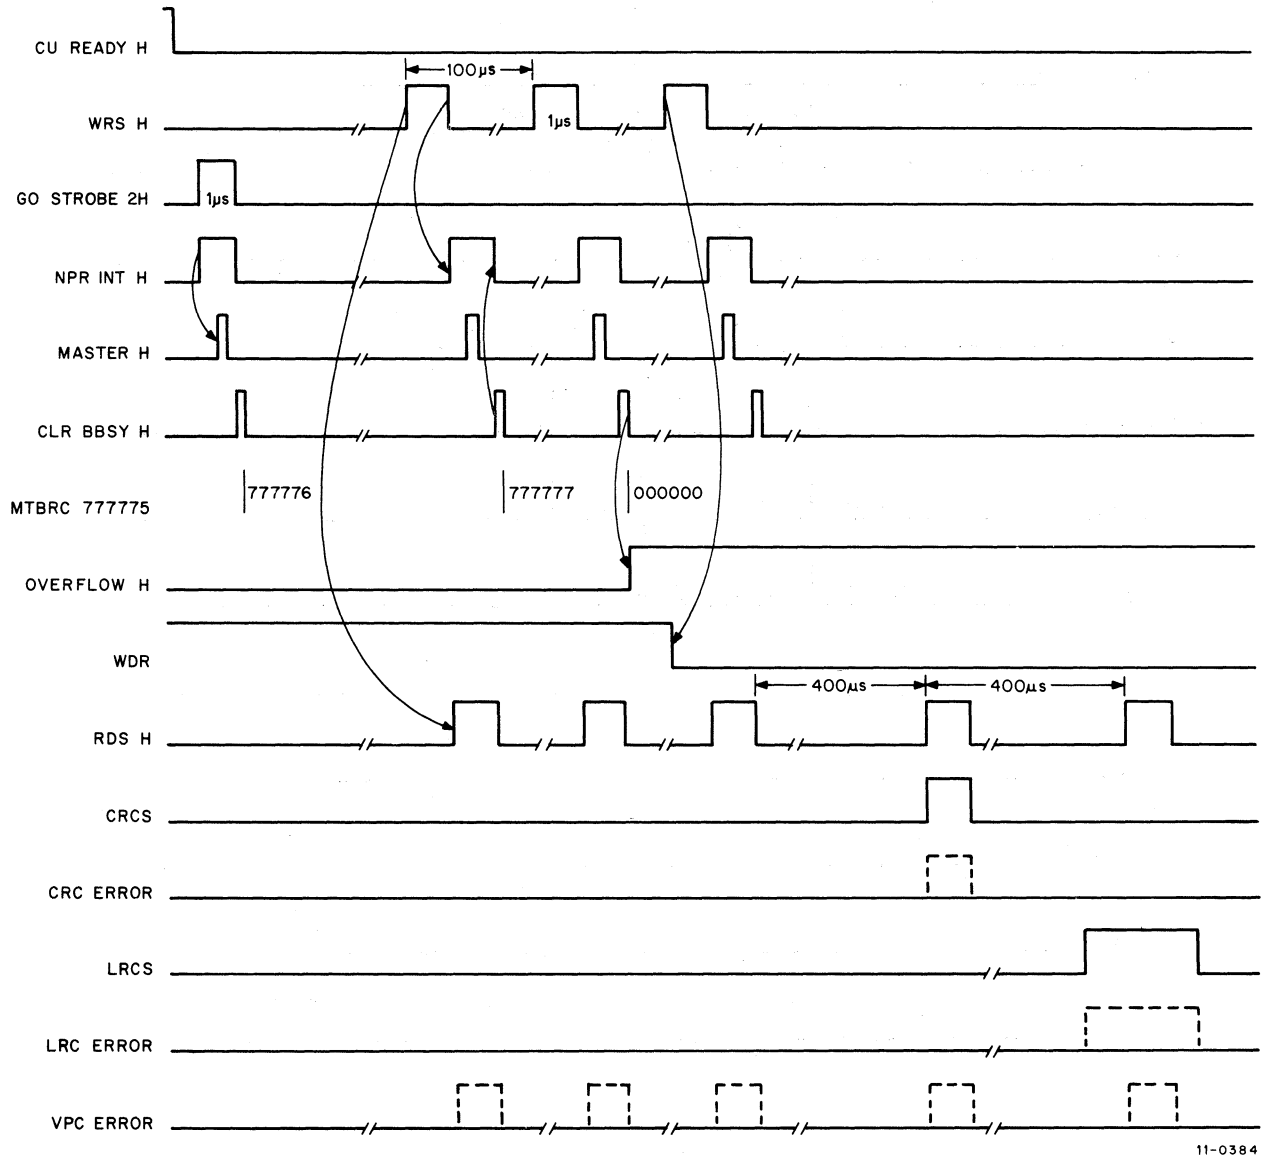 CU READY H
100µs
WRS H
1µs
GO STROBE 2H
1µs
NPR INT H
MASTER H
CLR BBSY H
777776
777777
000000
MTBRC 777775
OVERFLOW H
WDR
400µs
400µs
RDS H
CRCS
CRC ERROR
LRCS
LRC ERROR
VPC ERROR
11-0384